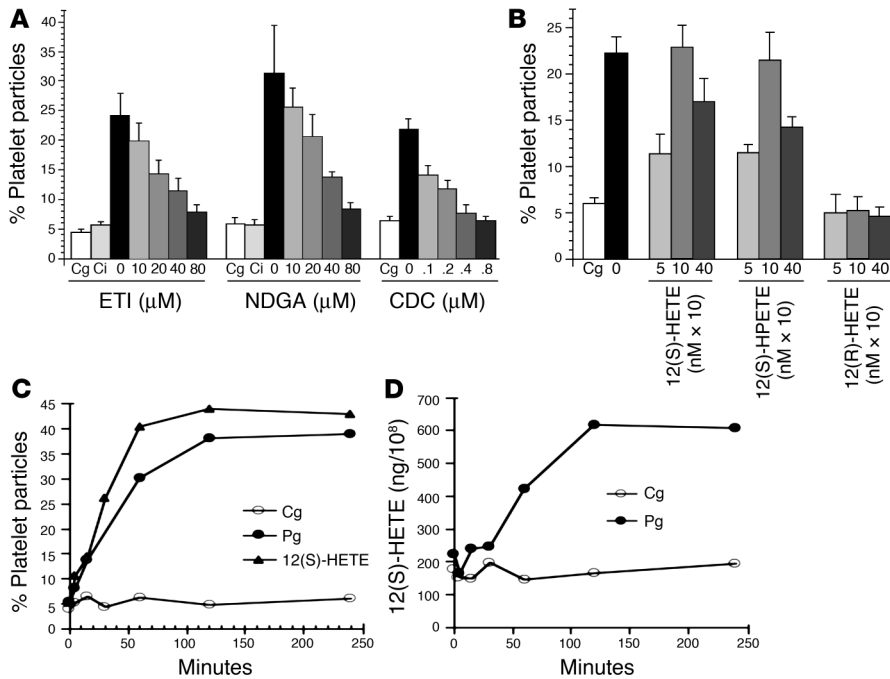 A
% Platelet particles
40
35
30
25
20
15
10
5
0
Cg Ci 0 10 20 40 80
ETI (μM)
Cg Ci 0 10 20 40 80
NDGA (μM)
Cg 0 .1 .2 .4 .8
CDC (μM)
B
% Platelet particles
25
20
15
10
5
0
Cg 0
5 10 40
12(S)-HETE
(nM × 10)
5 10 40
12(S)-HPETE
(nM × 10)
5 10 40
12(R)-HETE
(nM × 10)
C
% Platelet particles
45
40
35
30
25
20
15
10
5
0
0 50 100 150 200 250
Minutes
Cg
Pg
12(S)-HETE
D
12(S)-HETE (ng/10⁸)
700
600
500
400
300
200
100
0
0 50 100 150 200 250
Minutes
Cg
Pg